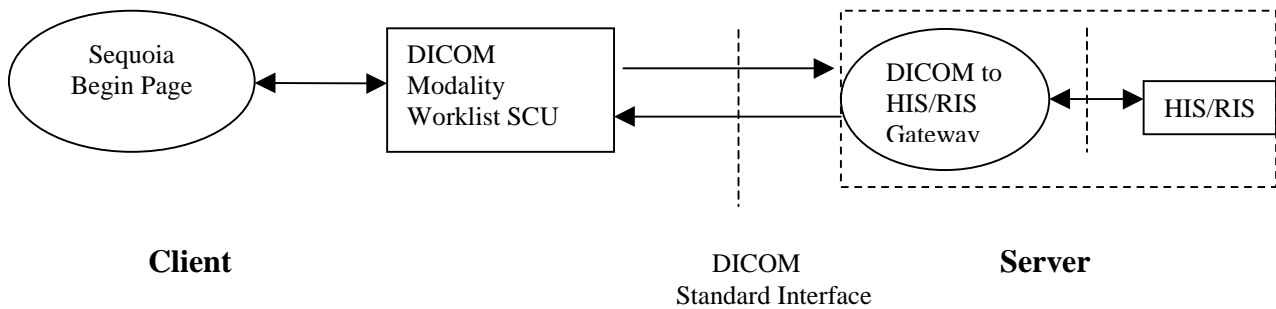 Sequoia
Begin Page
DICOM
Modality
Worklist SCU
DICOM to
HIS/RIS
Gateway
HIS/RIS
Client
DICOM
Standard Interface
Server